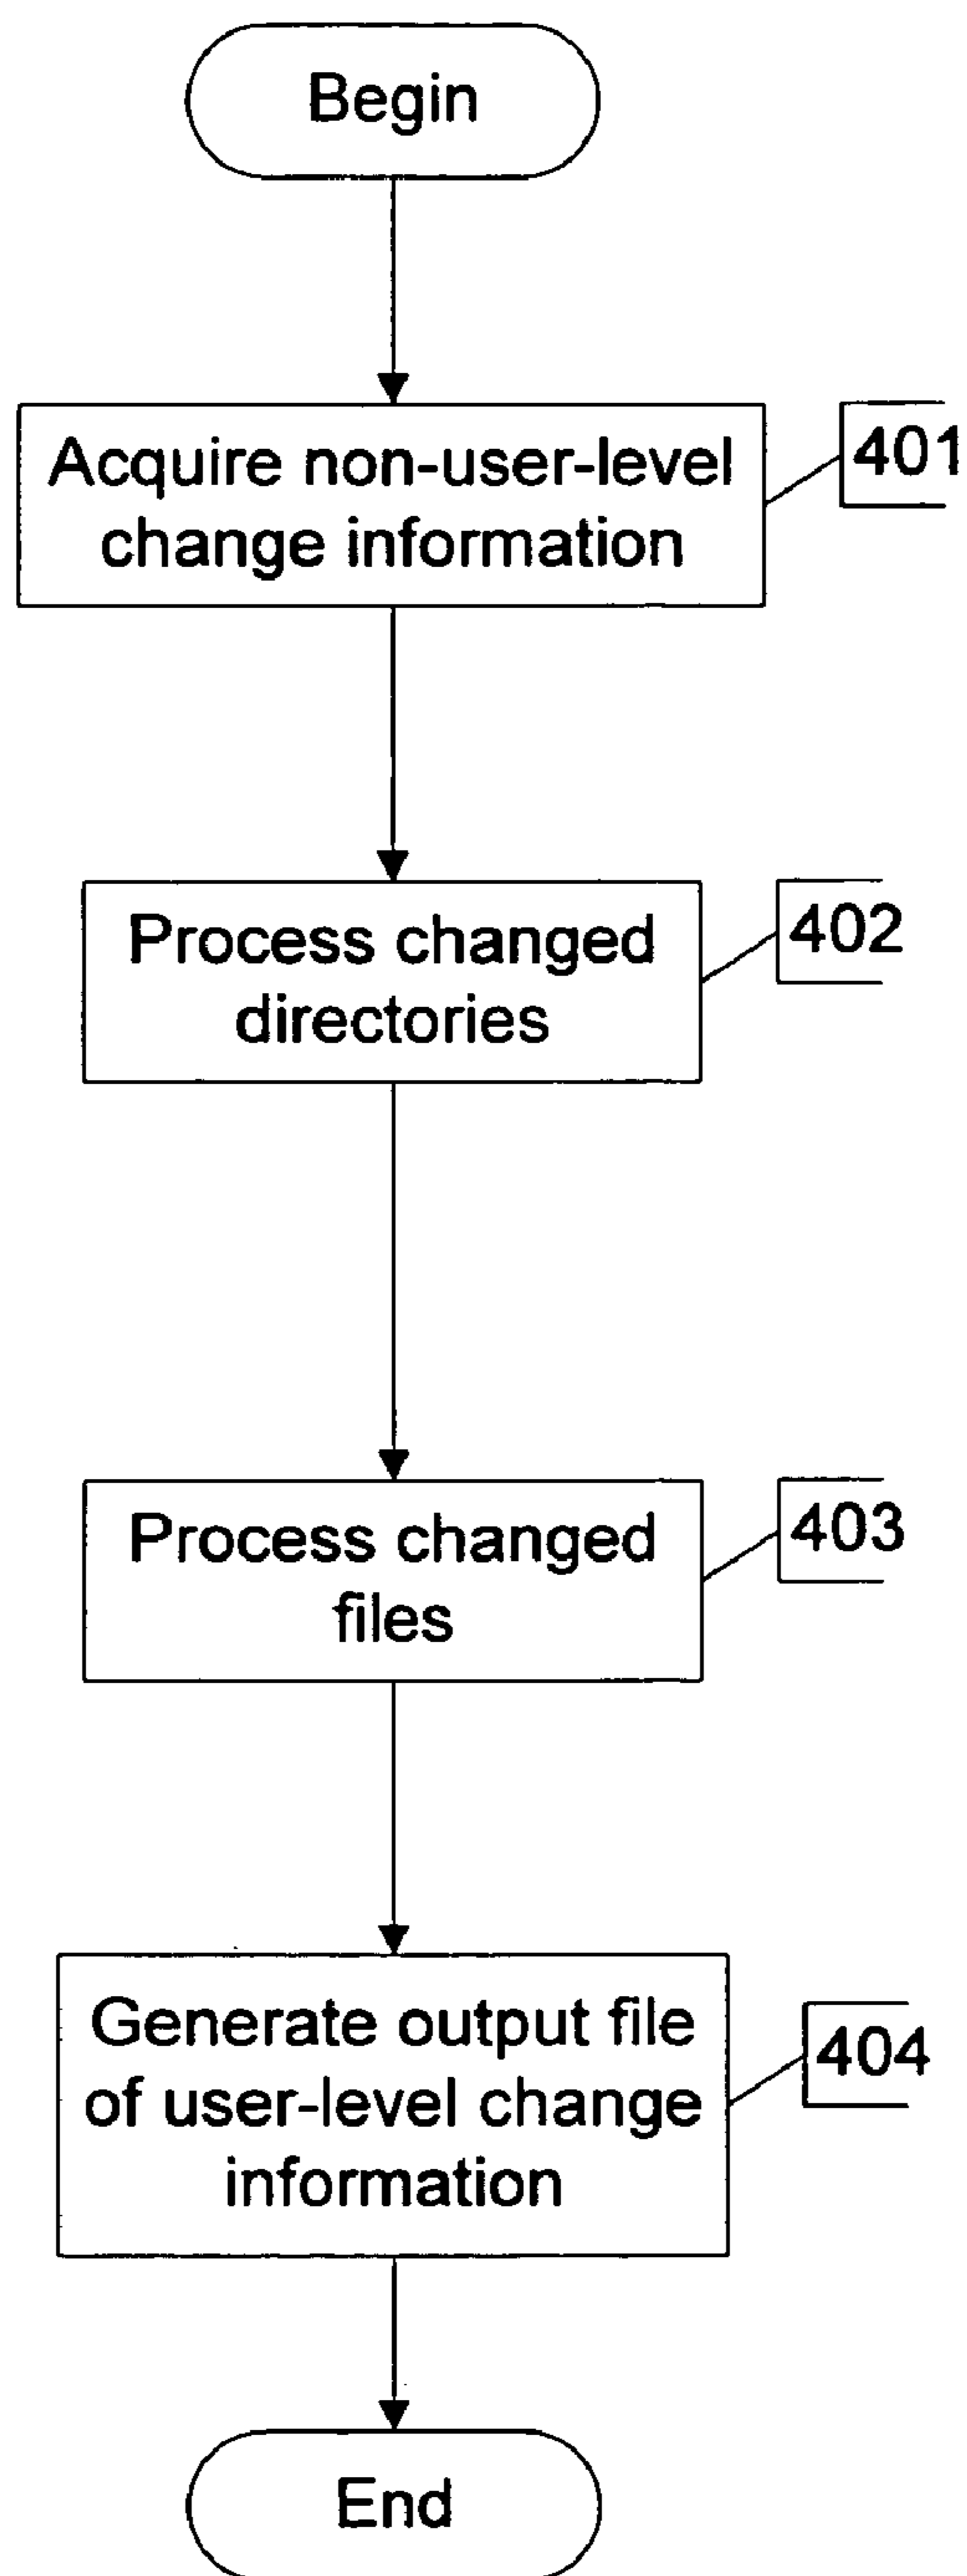 Begin
Acquire non-user-level
change information
401
Process changed
directories
402
Process changed
files
403
Generate output file
of user-level change
information
404
End